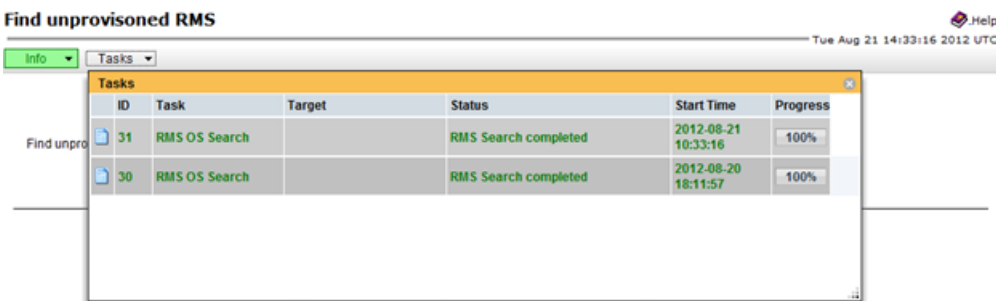 Find unprovisoned RMS
Help
Tue Aug 21 14:33:16 2012 UTC
Info Tasks
Tasks
ID Task Target Status Start Time Progress
Find unpro
31 RMS OS Search RMS Search completed 2012-08-21 10:33:16 100%
30 RMS OS Search RMS Search completed 2012-08-20 18:11:57 100%